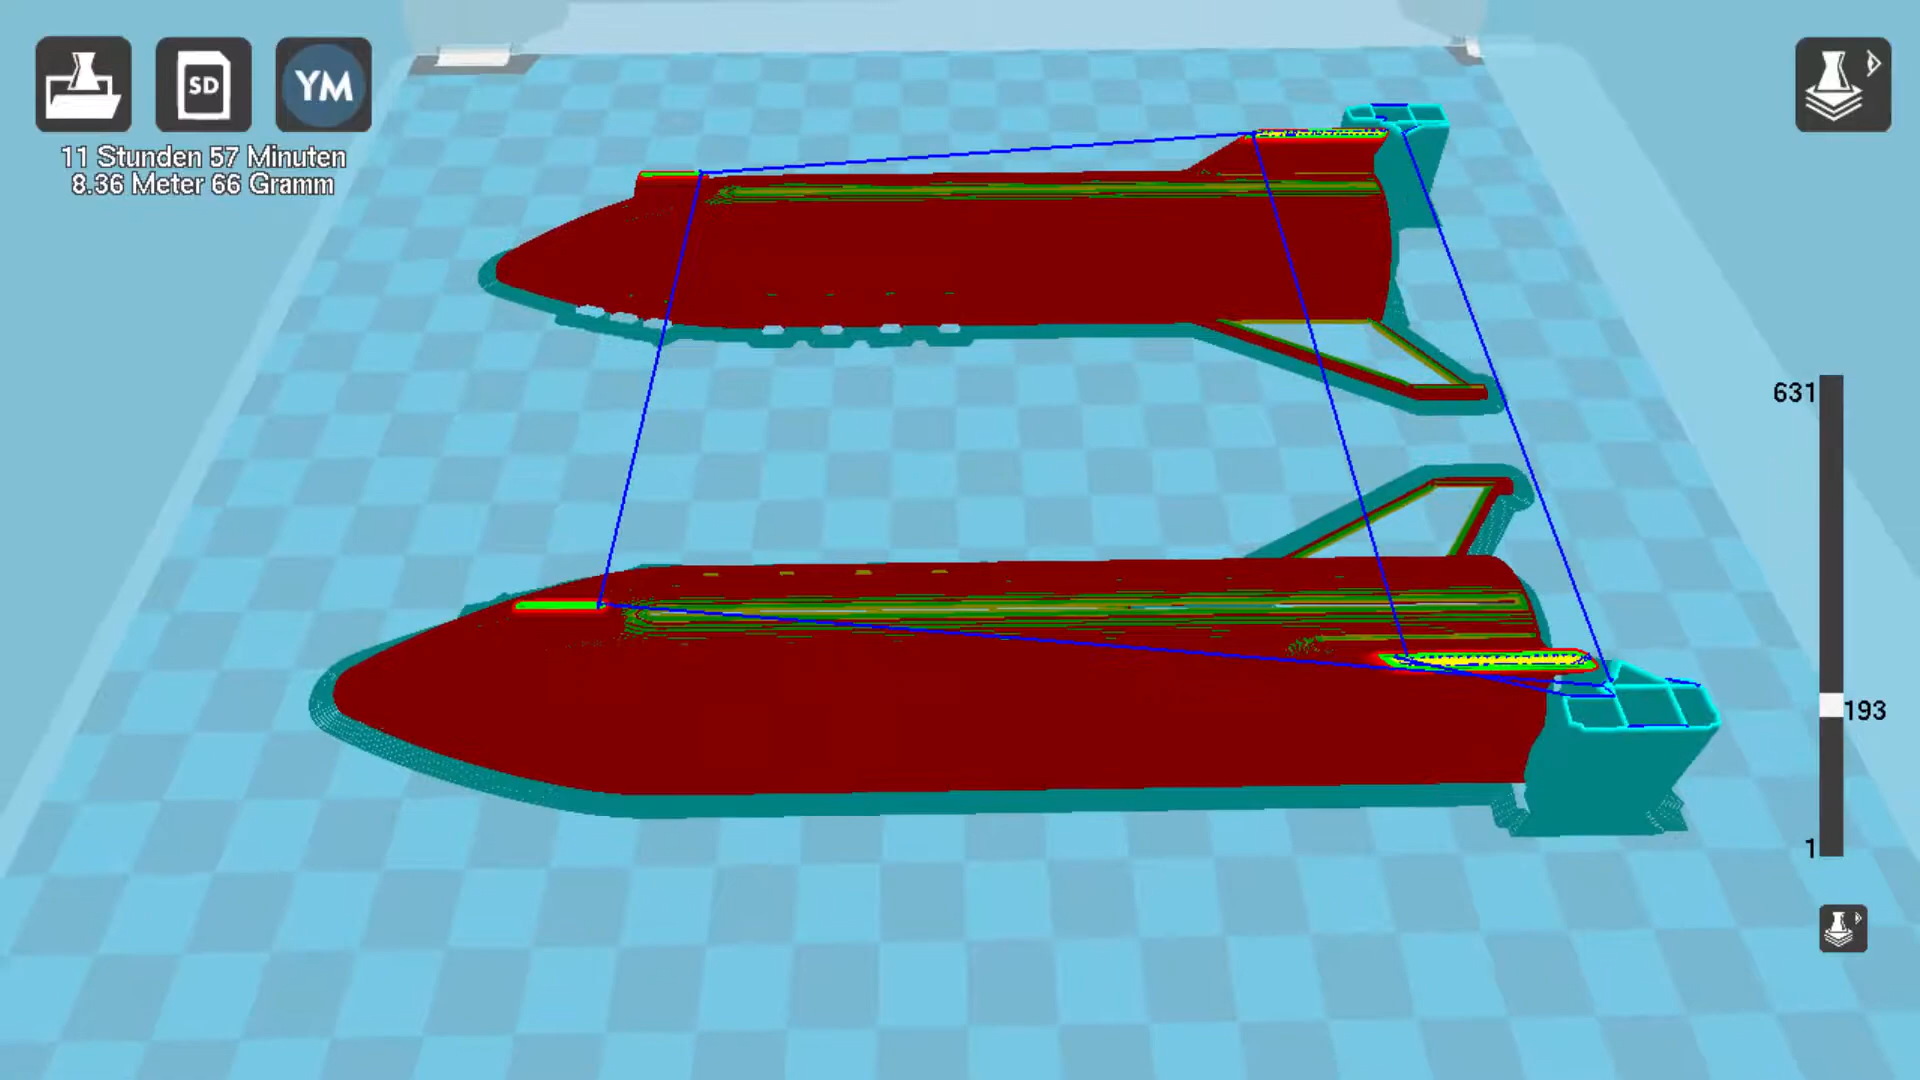 SD
YM
11 Stunden 57 Minuten
8.36 Meter 66 Gramm
631
193
1